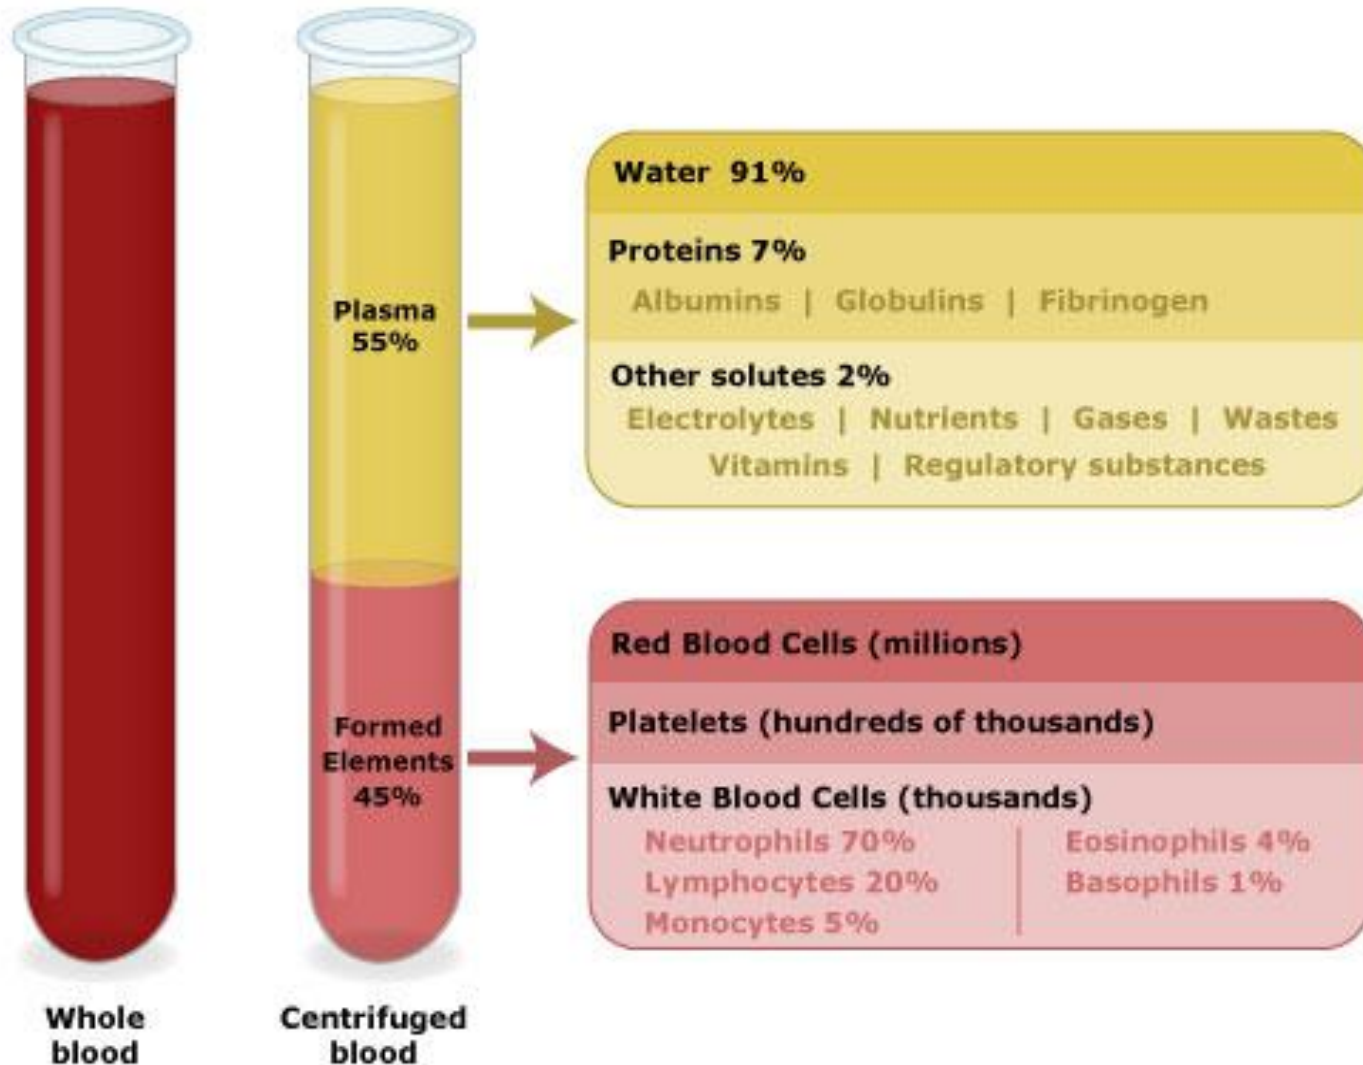 Water 91%
Proteins 7%
Albumins | Globulins | Fibrinogen
Plasma
55%
Other solutes 2%
Electrolytes | Nutrients | Gases | Wastes
Vitamins | Regulatory substances
Red Blood Cells (millions)
Platelets (hundreds of thousands)
Formed
Elements
45%
White Blood Cells (thousands)
Neutrophils 70%
Lymphocytes 20%
Monocytes 5%
Eosinophils 4%
Basophils 1%
Whole
blood
Centrifuged
blood